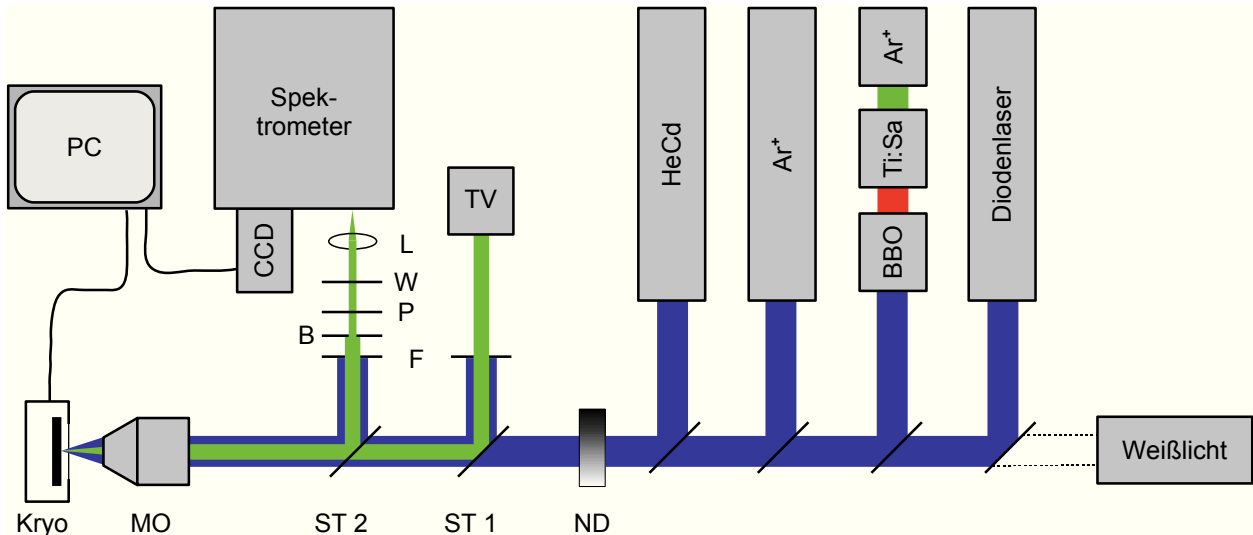 PC
Spek-
trometer
CCD
TV
L
W
P
B
F
HeCd
Ar⁺
Ar⁺
Ti:Sa
BBO
Diodenlaser
Weißlicht
Kryo
MO
ST 2
ST 1
ND